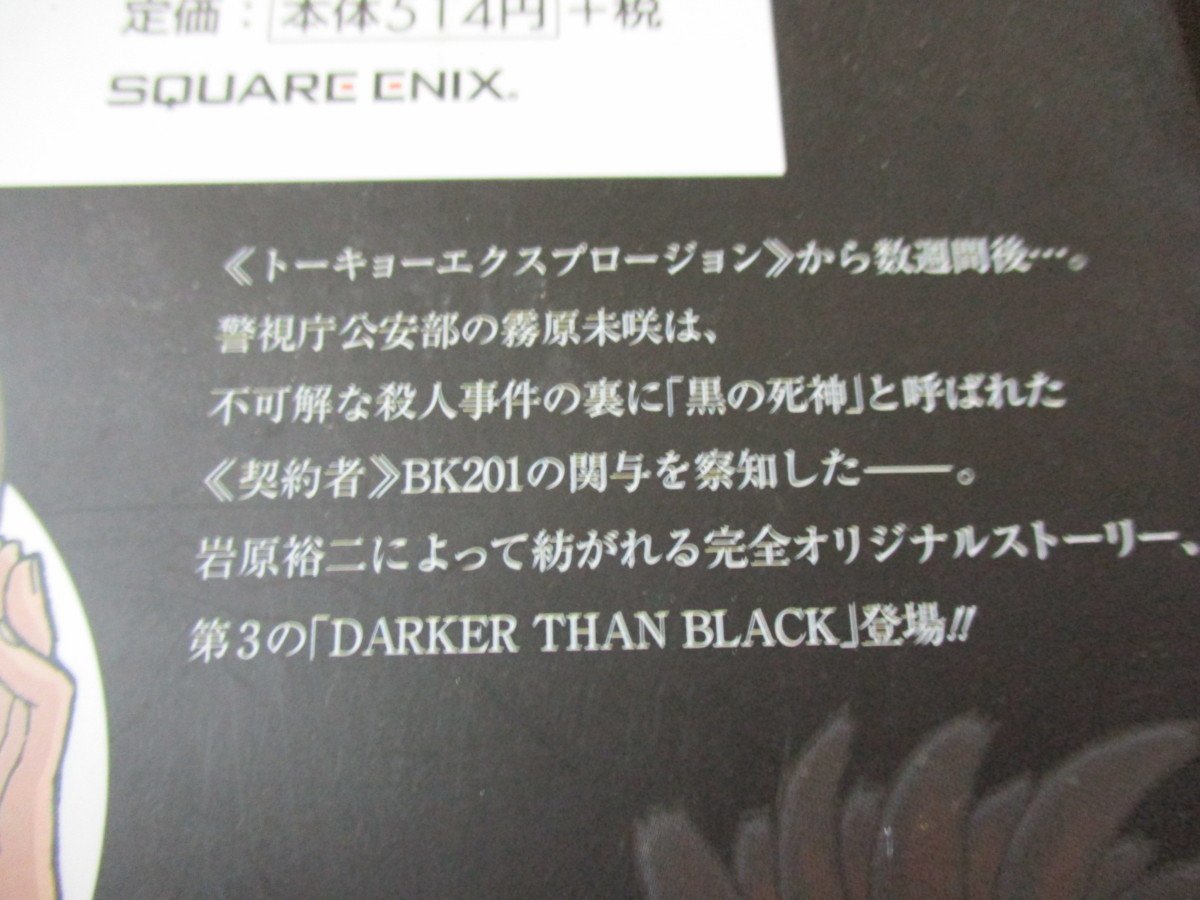 定価：本体514円＋税
SQUARE ENIX.
《トーキョーエクスプロージョン》から数週間後…。
警視庁公安部の霧原未咲は、
不可解な殺人事件の裏に「黒の死神」と呼ばれた
《契約者》BK201の関与を察知した――。
岩原裕二によって紡がれる完全オリジナルストーリー、
第3の「DARKER THAN BLACK」登場!!